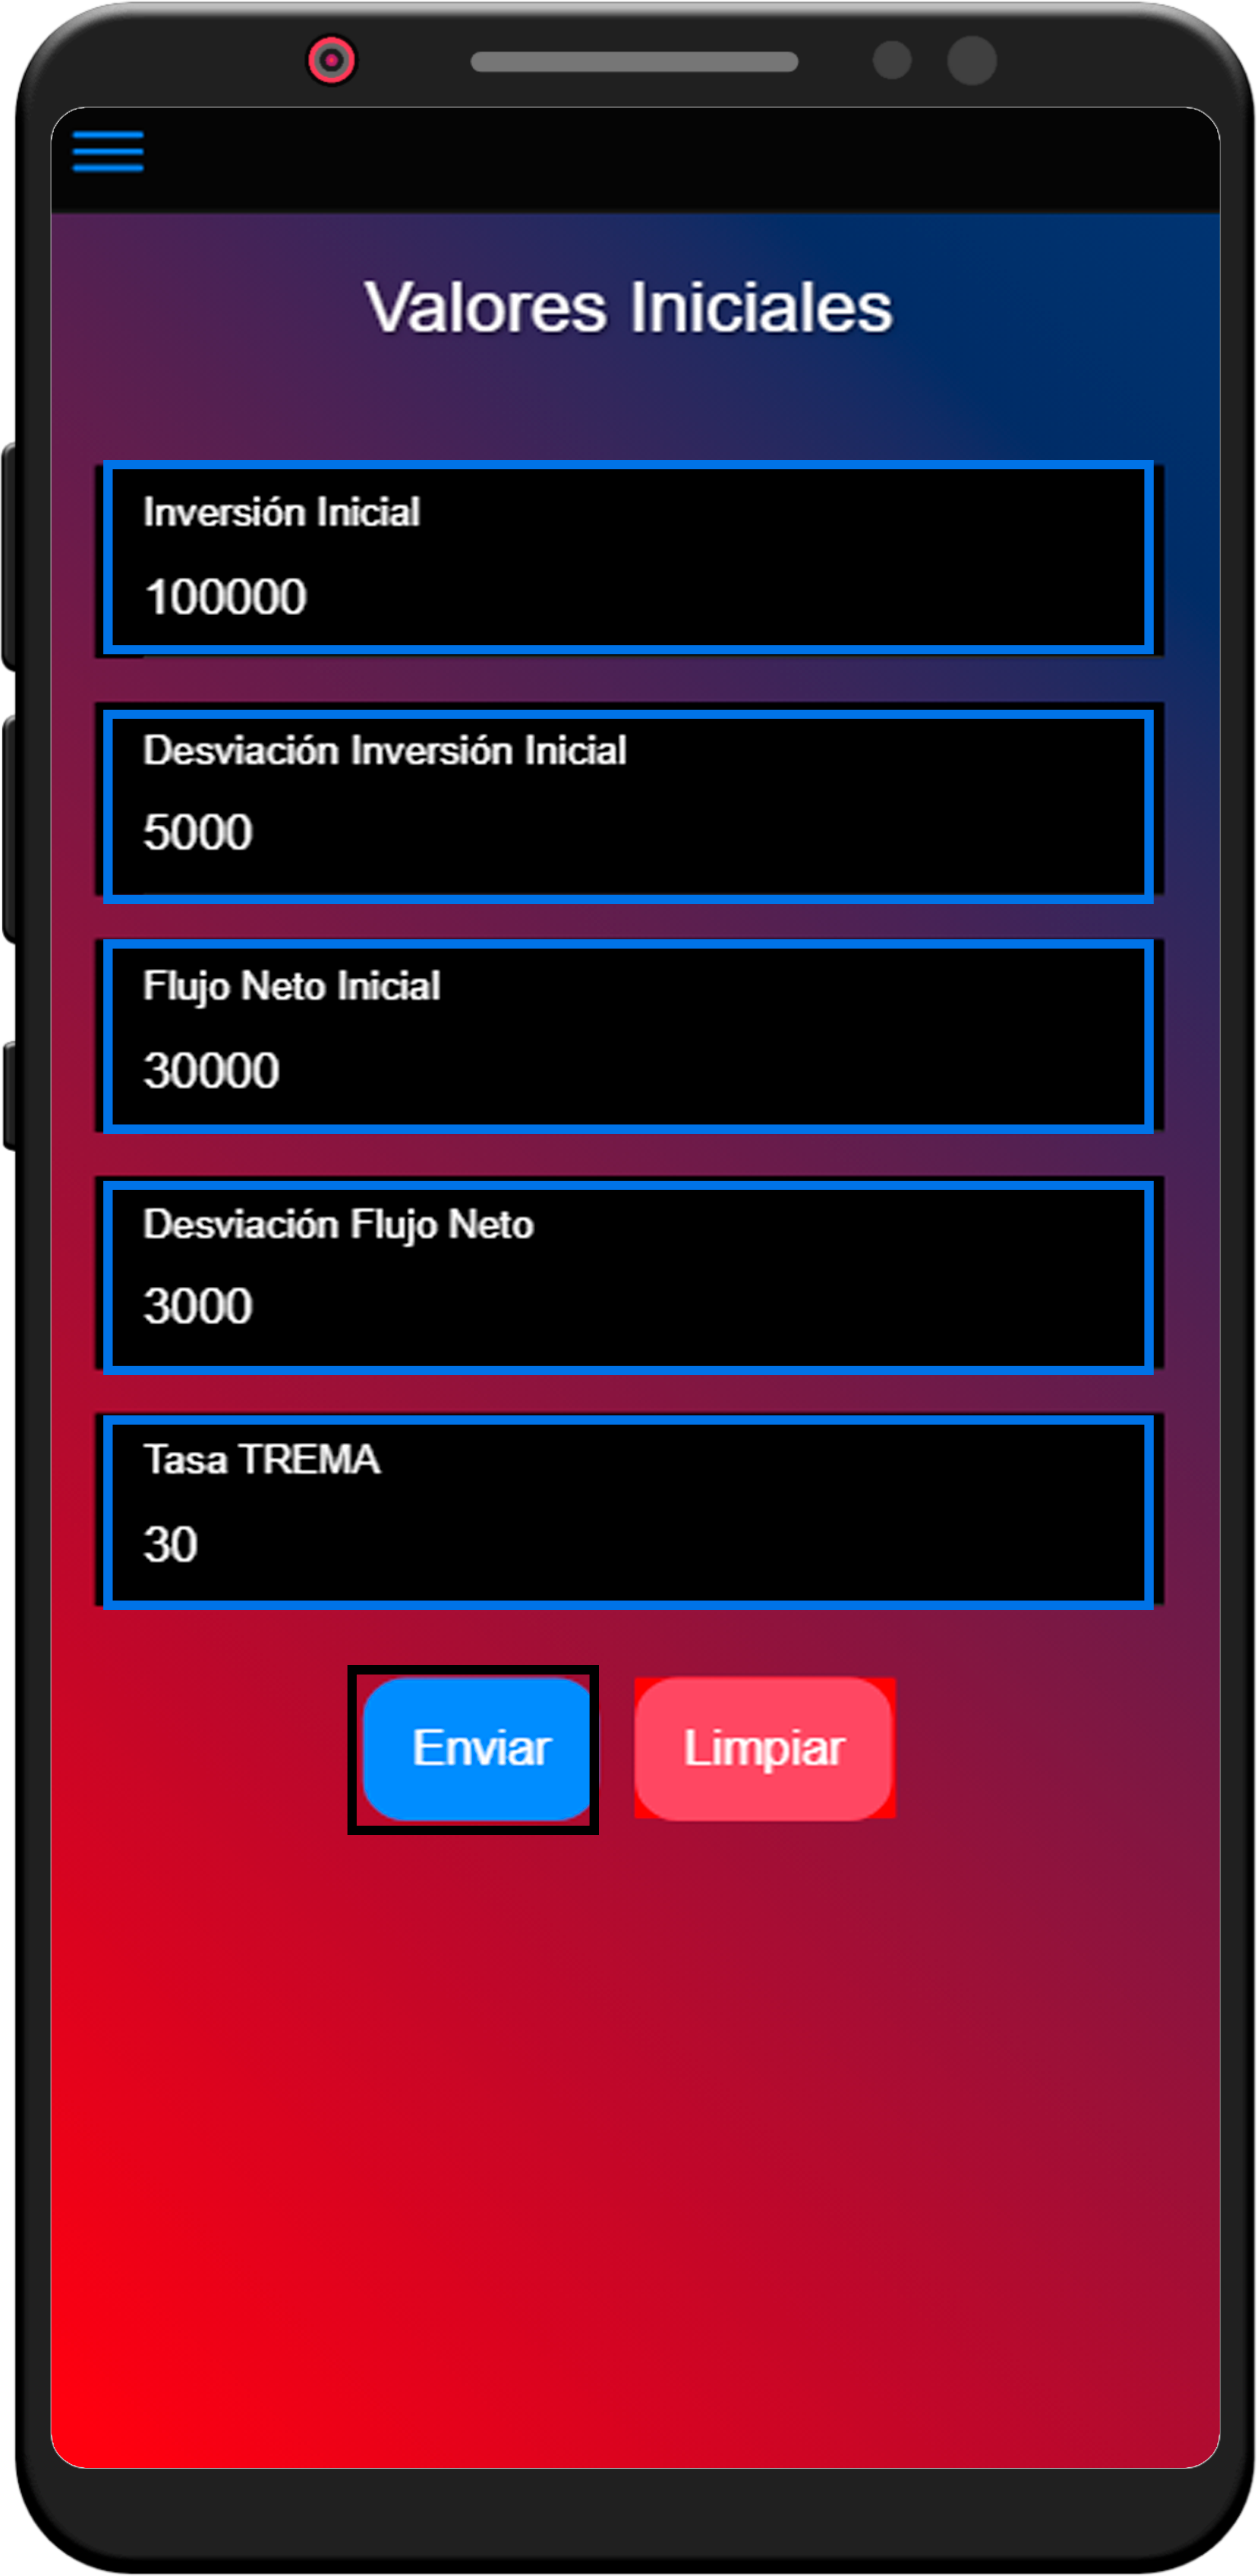 Valores Iniciales
Inversión Inicial
100000
Desviación Inversión Inicial
5000
Flujo Neto Inicial
30000
Desviación Flujo Neto
3000
Tasa TREMA
30
Enviar Limpiar